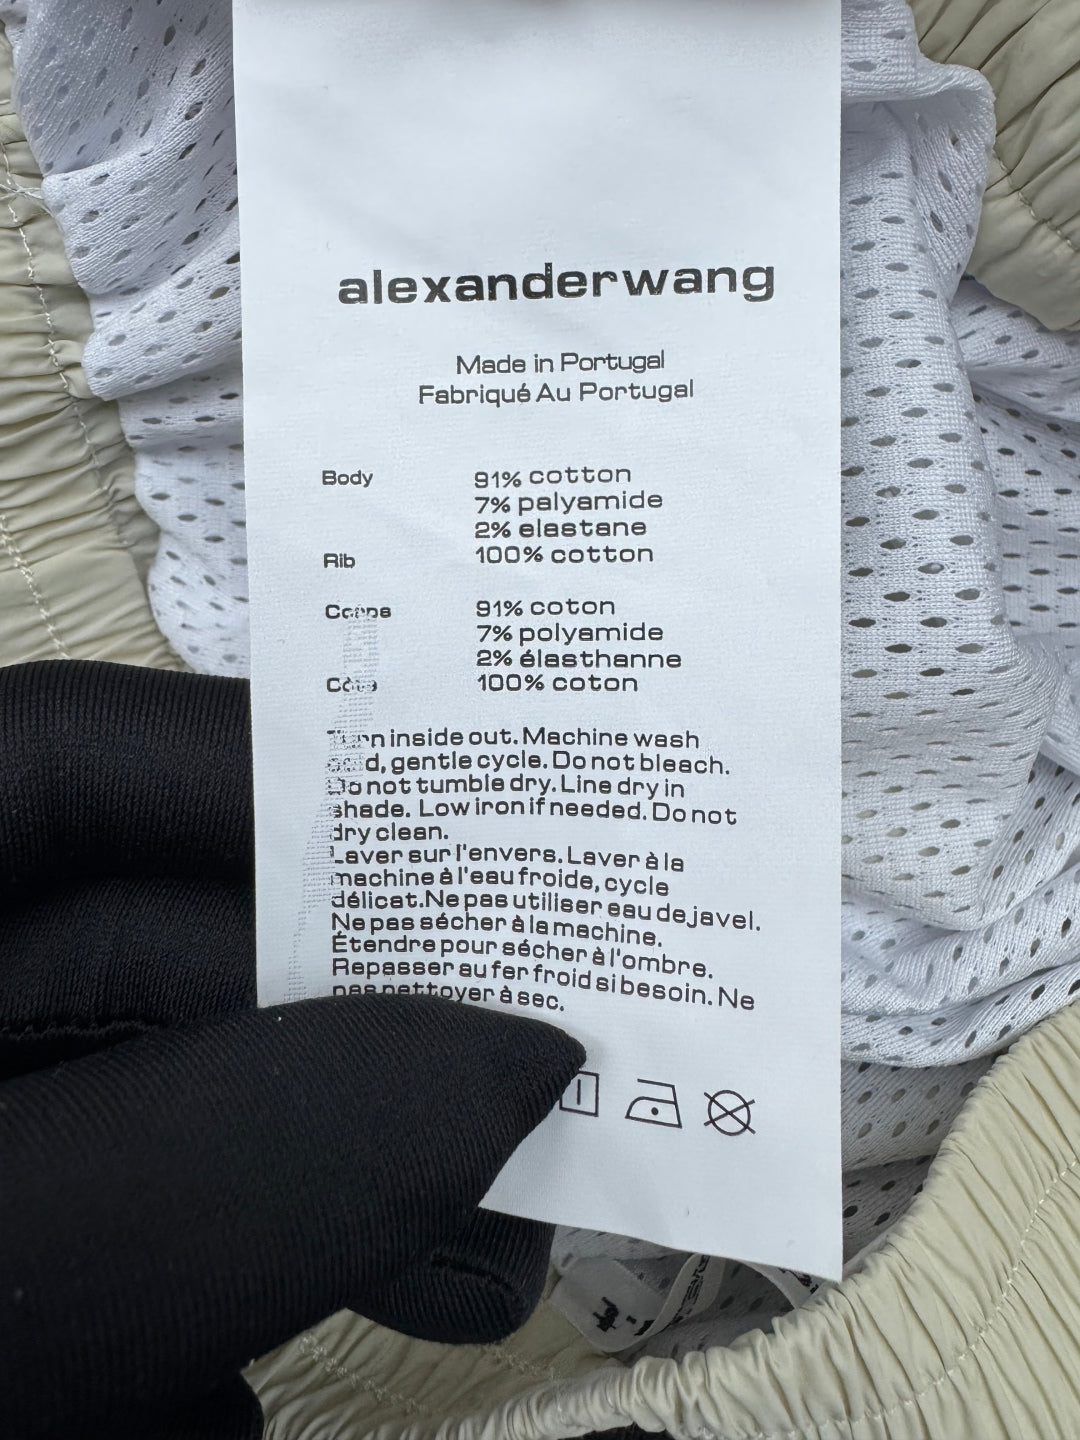 alexanderwang
Made in Portugal
Fabriqué Au Portugal
Body 91% cotton
7% palyamide
2% elastane
Rib 100% cotton
91% coton
7% polyamide
2% élasthanne
100% coton
inside out. Machine wash
gentle cycle. Do not bleach.
Do not tumble dry. Line dry in
shade. Low iron if needed. Do not
dry clean.
Laver sur l'envers. Laver à la
machine à l'eau froide, cycle
délicat. Ne pas utiliser eau de javel.
Ne pas sécher à la machine.
Étendre pour sécher à l'ombre.
Repasser au fer froid si besoin. Ne
pas nettoyer à sec.